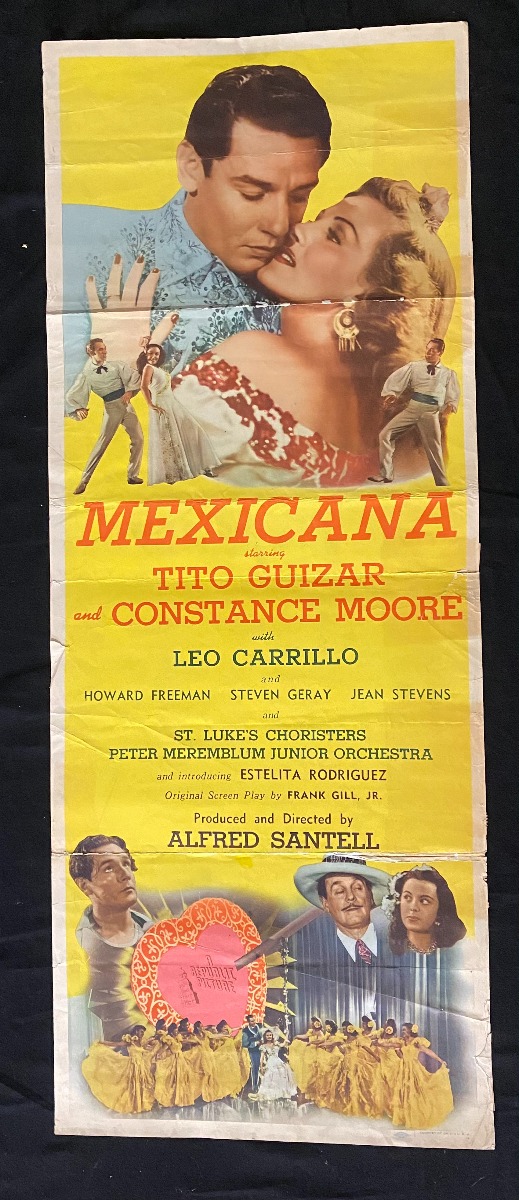 MEXICANA
starring
TITO GUIZAR
and CONSTANCE MOORE
with
LEO CARRILLO
and
HOWARD FREEMAN STEVEN GERAY JEAN STEVENS
and
ST. LUKE'S CHORISTERS
PETER MEREMBLUM JUNIOR ORCHESTRA
and introducing ESTELITA RODRIGUEZ
Original Screen Play by FRANK GILL, JR.
Produced and Directed by
ALFRED SANTELL
A
REPUBLIC
PICTURE